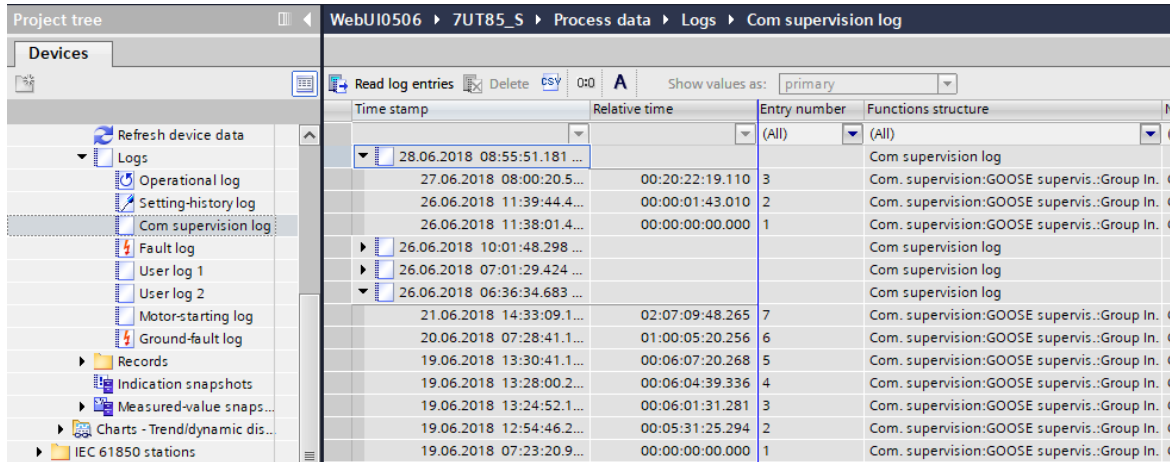 Project tree
Devices
Refresh device data
Logs
Operational log
Setting-history log
Com supervision log
Fault log
User log 1
User log 2
Motor-starting log
Ground-fault log
Records
Indication snapshots
Measured-value snaps...
Charts - Trend/dynamic dis...
IEC 61850 stations
WebUI0506 7UT85_S Process data Logs Com supervision log
Read log entries Delete CSV 0:0 A Show values as: primary
Time stamp Relative time Entry number Functions structure
(All) (All)
28.06.2018 08:55:51.181 ... Com supervision log
27.06.2018 08:00:20.5... 00:20:22:19.110 3 Com. supervision:GOOSE supervis.:Group In.
26.06.2018 11:39:44.4... 00:00:01:43.010 2 Com. supervision:GOOSE supervis.:Group In.
26.06.2018 11:38:01.4... 00:00:00:00.000 1 Com. supervision:GOOSE supervis.:Group In.
26.06.2018 10:01:48.298 ... Com supervision log
26.06.2018 07:01:29.424 ... Com supervision log
26.06.2018 06:36:34.683 ... Com supervision log
21.06.2018 14:33:09.1... 02:07:09:48.265 7 Com. supervision:GOOSE supervis.:Group In.
20.06.2018 07:28:41.1... 01:00:05:20.256 6 Com. supervision:GOOSE supervis.:Group In.
19.06.2018 13:30:41.1... 00:06:07:20.268 5 Com. supervision:GOOSE supervis.:Group In.
19.06.2018 13:28:00.2... 00:06:04:39.336 4 Com. supervision:GOOSE supervis.:Group In.
19.06.2018 13:24:52.1... 00:06:01:31.281 3 Com. supervision:GOOSE supervis.:Group In.
19.06.2018 12:54:46.2... 00:05:31:25.294 2 Com. supervision:GOOSE supervis.:Group In.
19.06.2018 07:23:20.9... 00:00:00:00.000 1 Com. supervision:GOOSE supervis.:Group In.